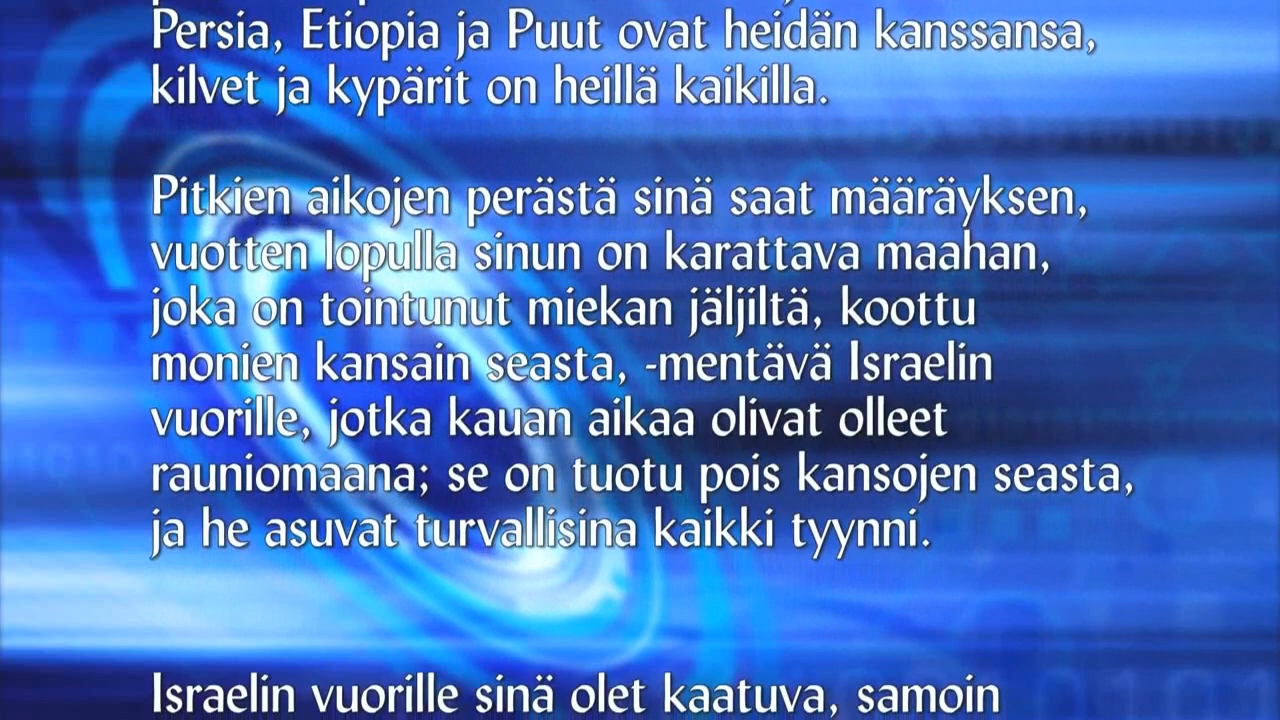 Persia, Etiopia ja Puut ovat heidän kanssansa,
kilvet ja kypärit on heillä kaikilla.
Pitkien aikojen perästä sinä saat määräyksen,
vuotten lopulla sinun on karattava maahan,
joka on tointunut miekan jäljiltä, koottu
monien kansain seasta, -mentävä Israelin
vuorille, jotka kauan aikaa olivat olleet
rauniomaana; se on tuotu pois kansojen seasta,
ja he asuvat turvallisina kaikki tyynni.
Israelin vuorille sinä olet kaatuva, samoin